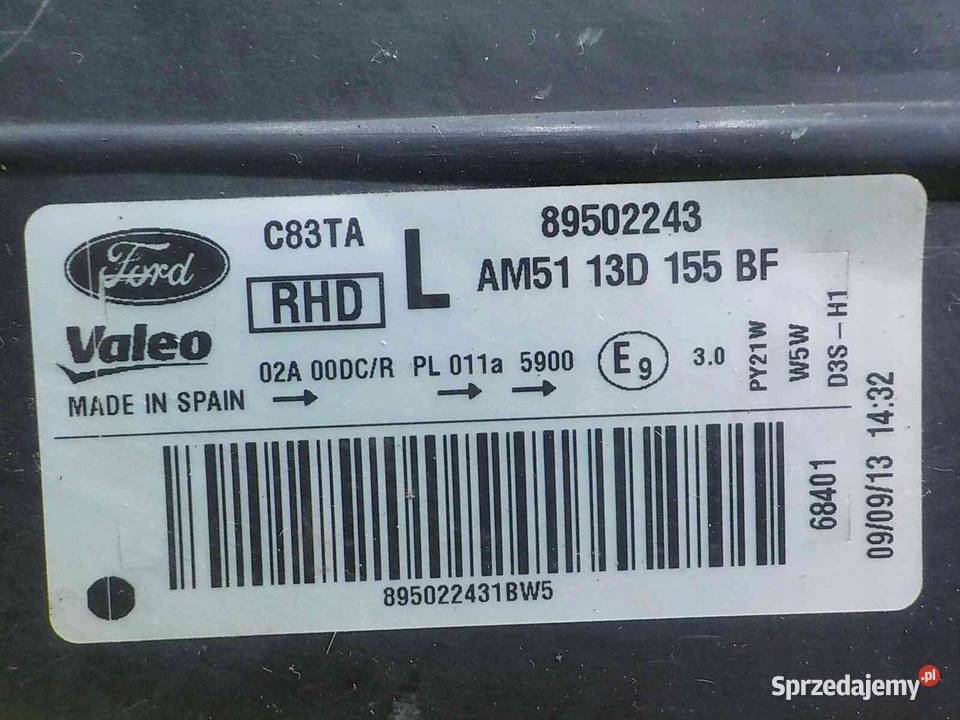 Ford
C83TA
89502243
RHD
L
AM51 13D 155 BF
Valeo
02A 00DC/R PL 011a 5900
E9
3.0
PY21W
W5W
D3S-H1
MADE IN SPAIN
68401
09/09/13 14:32
895022431BW5
Sprzedajemy.pl